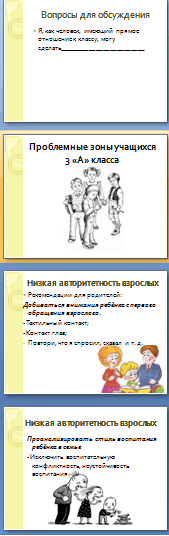 Вопросы для обсуждения
- Я, как человек, имеющий прямое
отношение к классу, могу
сделать_______________________
Проблемные зоны учащихся
3 «А» класса
Низкая авторитетность взрослых
- Рекомендации для родителей:
Добиваться внимания ребёнка с первого
обращения взрослого.
-Тактильный контакт;
-Контакт глаз;
- Повтори, что я спросил, сказал и т. д.
Низкая авторитетность взрослых
Проанализировать стиль воспитания
ребёнка в семье
-Исключить воспитательную
конфликтность, неустойчивость
воспитания